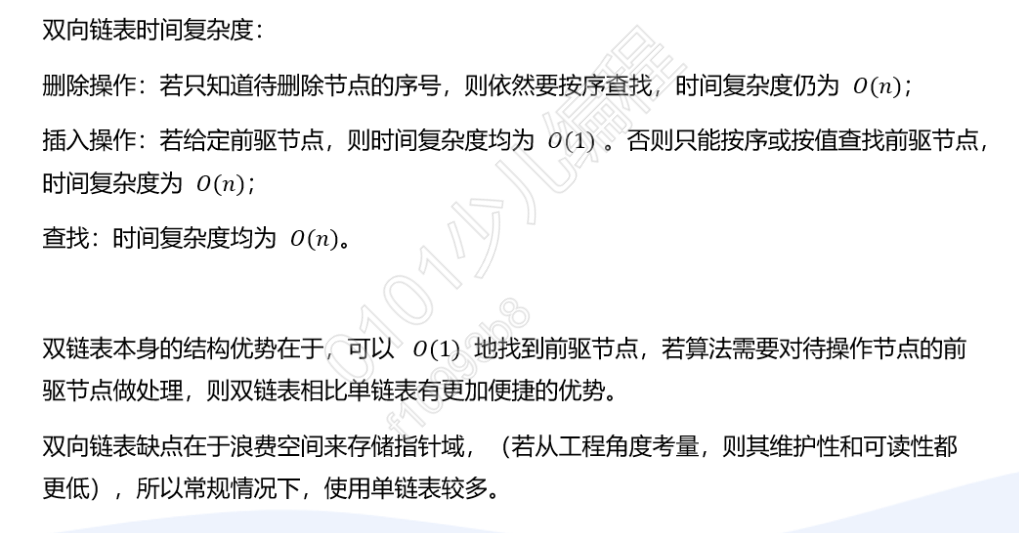 双向链表时间复杂度：
删除操作：若只知道待删除节点的序号，则依然要按序查找，时间复杂度仍为 O(n)；
插入操作：若给定前驱节点，则时间复杂度均为 O(1) 。否则只能按序或按值查找前驱节点，
时间复杂度为 O(n)；
查找：时间复杂度均为 O(n)。
双链表本身的结构优势在于，可以 O(1) 地找到前驱节点，若算法需要对待操作节点的前
驱节点做处理，则双链表相比单链表有更加便捷的优势。
双向链表缺点在于浪费空间来存储指针域，（若从工程角度考量，则其维护性和可读性都
更低），所以常规情况下，使用单链表较多。
0101少儿编程